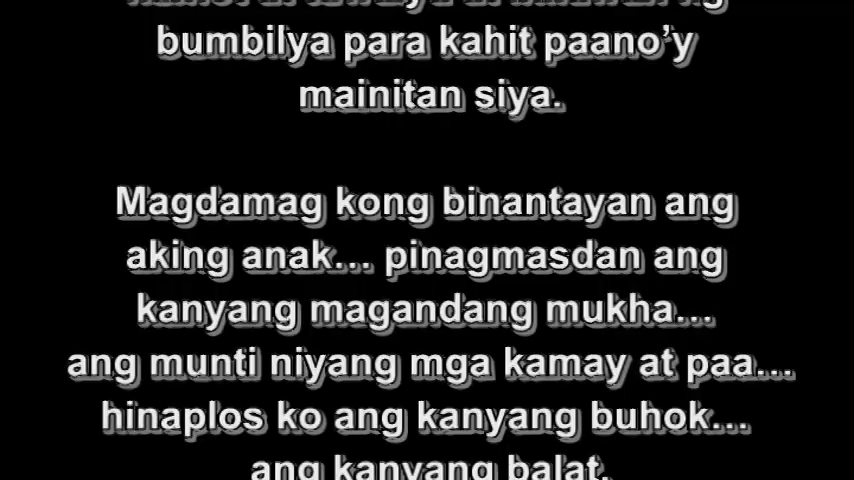 ng
bumbilya para kahit paano’y
mainitan siya.
Magdamag kong binantayan ang
aking anak... pinagmasdan ang
kanyang magandang mukha...
ang munti niyang mga kamay at paa...
hinaplos ko ang kanyang buhok...
ang kanyang balat.